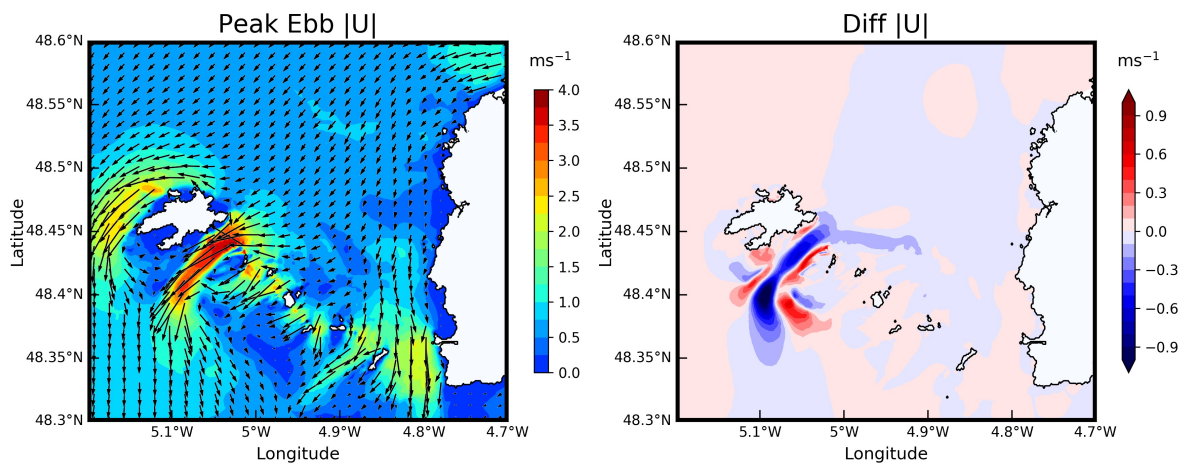 Peak Ebb |U|
48.6°N
48.55°N
48.5°N
48.45°N
48.4°N
48.35°N
48.3°N
Latitude
5.1°W
5°W
4.9°W
4.8°W
4.7°W
Longitude
ms⁻¹
4.0
3.5
3.0
2.5
2.0
1.5
1.0
0.5
0.0
Diff |U|
48.6°N
48.55°N
48.5°N
48.45°N
48.4°N
48.35°N
48.3°N
Latitude
5.1°W
5°W
4.9°W
4.8°W
4.7°W
Longitude
ms⁻¹
0.9
0.6
0.3
0.0
−0.3
−0.6
−0.9